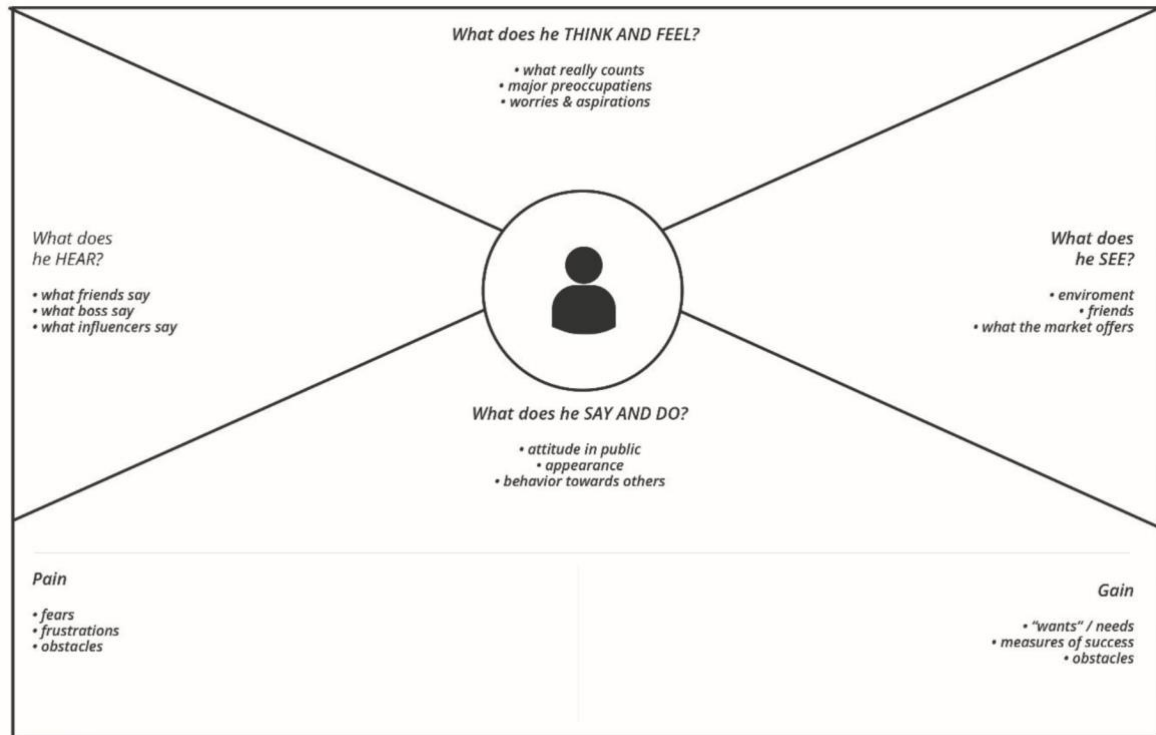 What does he THINK AND FEEL?
• what really counts
• major preoccupatiens
• worries & aspirations
What does
he HEAR?
• what friends say
• what boss say
• what influencers say
What does
he SEE?
• enviroment
• friends
• what the market offers
What does he SAY AND DO?
• attitude in public
• appearance
• behavior towards others
Pain
• fears
• frustrations
• obstacles
Gain
• “wants” / needs
• measures of success
• obstacles